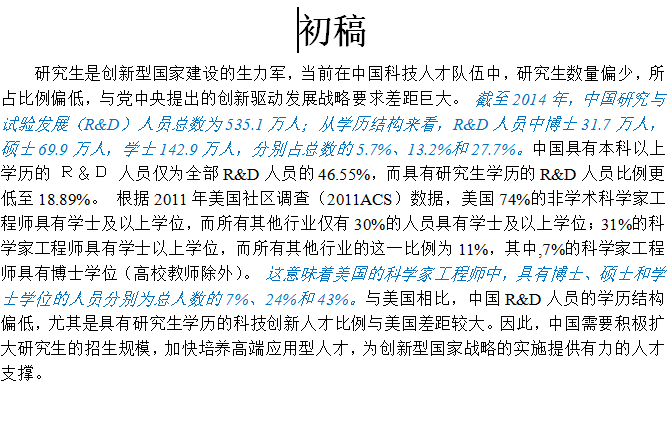 初稿
研究生是创新型国家建设的生力军，当前在中国科技人才队伍中，研究生数量偏少，所
占比例偏低，与党中央提出的创新驱动发展战略要求差距巨大。 截至 2014 年，中国研究与
试验发展（R&D）人员总数为 535.1 万人；从学历结构来看，R&D 人员中博士 31.7 万人，
硕士 69.9 万人，学士 142.9 万人，分别占总数的 5.7%、13.2%和 27.7%。中国具有本科以上
学历的 Ｒ＆Ｄ 人员仅为全部 R&D 人员的 46.55%，而具有研究生学历的 R&D 人员比例更
低至 18.89%。 根据 2011 年美国社区调查（2011ACS）数据，美国 74%的非学术科学家工
程师具有学士及以上学位，而所有其他行业仅有 30%的人员具有学士及以上学位；31%的科
学家工程师具有学士以上学位，而所有其他行业的这一比例为 11%，其中,7%的科学家工程
师具有博士学位（高校教师除外）。 这意味着美国的科学家工程师中，具有博士、硕士和学
士学位的人员分别为总人数的 7%、24%和 43%。与美国相比，中国 R&D 人员的学历结构
偏低，尤其是具有研究生学历的科技创新人才比例与美国差距较大。因此，中国需要积极扩
大研究生的招生规模，加快培养高端应用型人才，为创新型国家战略的实施提供有力的人才
支撑。